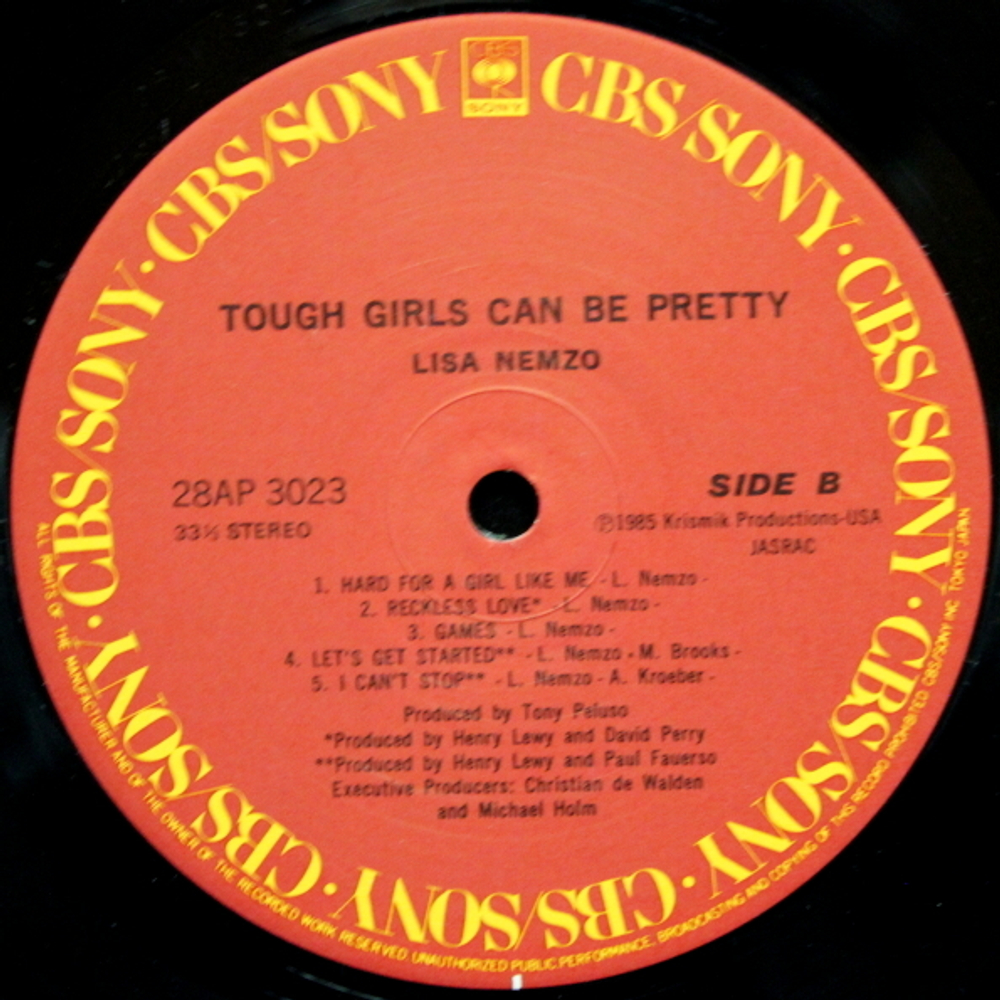 CBS
SONY
CBS/SONY · CBS/SONY · CBS/SONY · CBS/SONY · CBS/SONY · CBS/SONY · CBS/SONY · CBS/SONY
TOUGH GIRLS CAN BE PRETTY
LISA NEMZO
28AP 3023
33⅓ STEREO
SIDE B
Ⓟ1985 Krismik Productions-USA
JASRAC
1. HARD FOR A GIRL LIKE ME - L. Nemzo -
2. RECKLESS LOVE* - L. Nemzo -
3. GAMES - L. Nemzo -
4. LET'S GET STARTED** - L. Nemzo - M. Brooks -
5. I CAN'T STOP** - L. Nemzo - A. Kroeber -
Produced by Tony Peluso
*Produced by Henry Lewy and David Perry
**Produced by Henry Lewy and Paul Fauerso
Executive Producers: Christian de Walden
and Michael Holm
ALL RIGHTS OF THE MANUFACTURER AND OF THE OWNER OF THE RECORDED WORK RESERVED. UNAUTHORIZED PUBLIC PERFORMANCE, BROADCASTING AND COPYING OF THIS RECORD PROHIBITED CBS/SONY INC TOKYO JAPAN